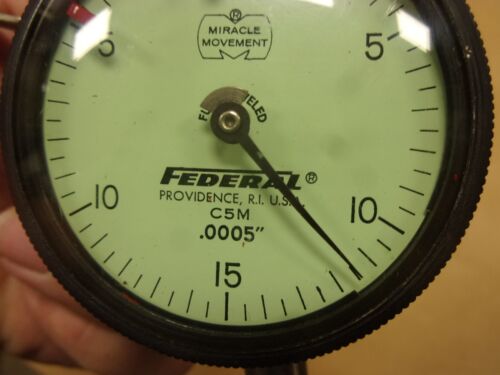 ®
MIRACLE
MOVEMENT
5 5
FEDERAL®
PROVIDENCE, R.I. U.S.A.
C5M
.0005"
10 10
15